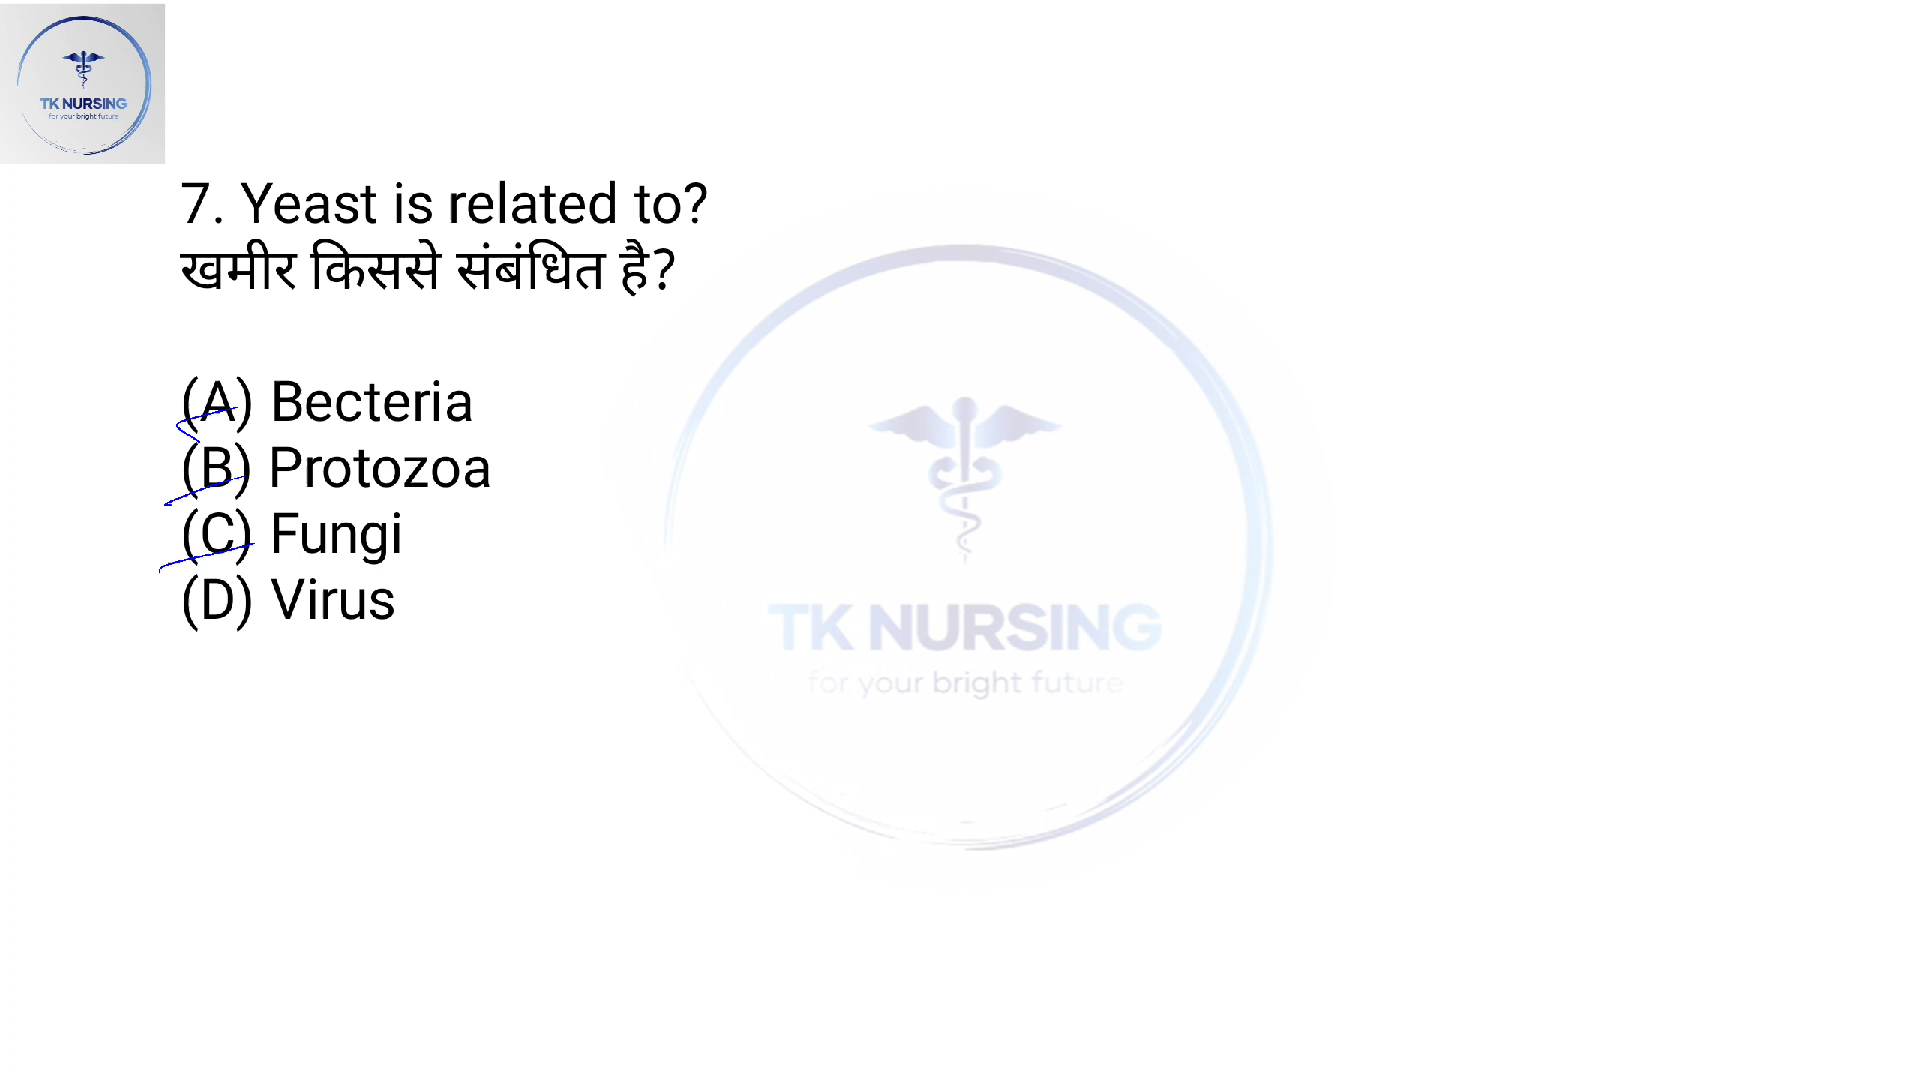 TK NURSING
for your bright future
7. Yeast is related to?
खमीर किससे संबंधित है?
(A) Becteria
(B) Protozoa
(C) Fungi
(D) Virus
TK NURSING
for your bright future